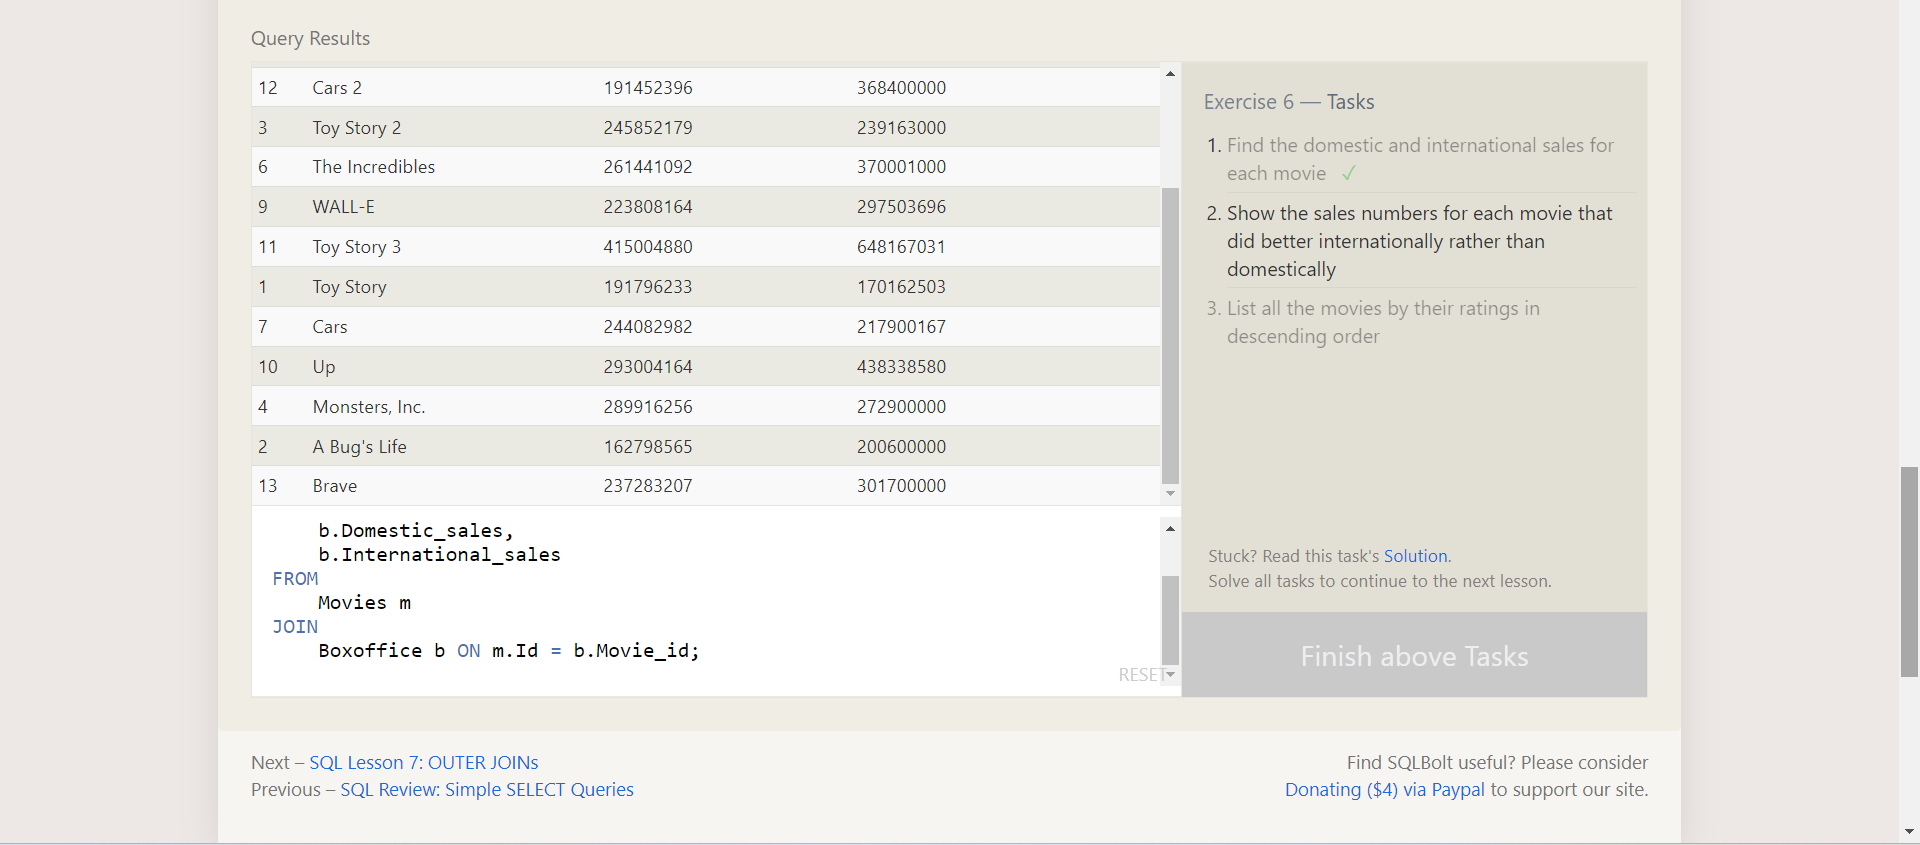 Query Results
12 Cars 2 191452396 368400000
3 Toy Story 2 245852179 239163000
6 The Incredibles 261441092 370001000
9 WALL-E 223808164 297503696
11 Toy Story 3 415004880 648167031
1 Toy Story 191796233 170162503
7 Cars 244082982 217900167
10 Up 293004164 438338580
4 Monsters, Inc. 289916256 272900000
2 A Bug's Life 162798565 200600000
13 Brave 237283207 301700000
b.Domestic_sales,
b.International_sales
FROM
Movies m
JOIN
Boxoffice b ON m.Id = b.Movie_id;
RESET
Exercise 6 — Tasks
1. Find the domestic and international sales for
each movie ✓
2. Show the sales numbers for each movie that
did better internationally rather than
domestically
3. List all the movies by their ratings in
descending order
Stuck? Read this task's Solution.
Solve all tasks to continue to the next lesson.
Finish above Tasks
Next – SQL Lesson 7: OUTER JOINs
Previous – SQL Review: Simple SELECT Queries
Find SQLBolt useful? Please consider
Donating ($4) via Paypal to support our site.